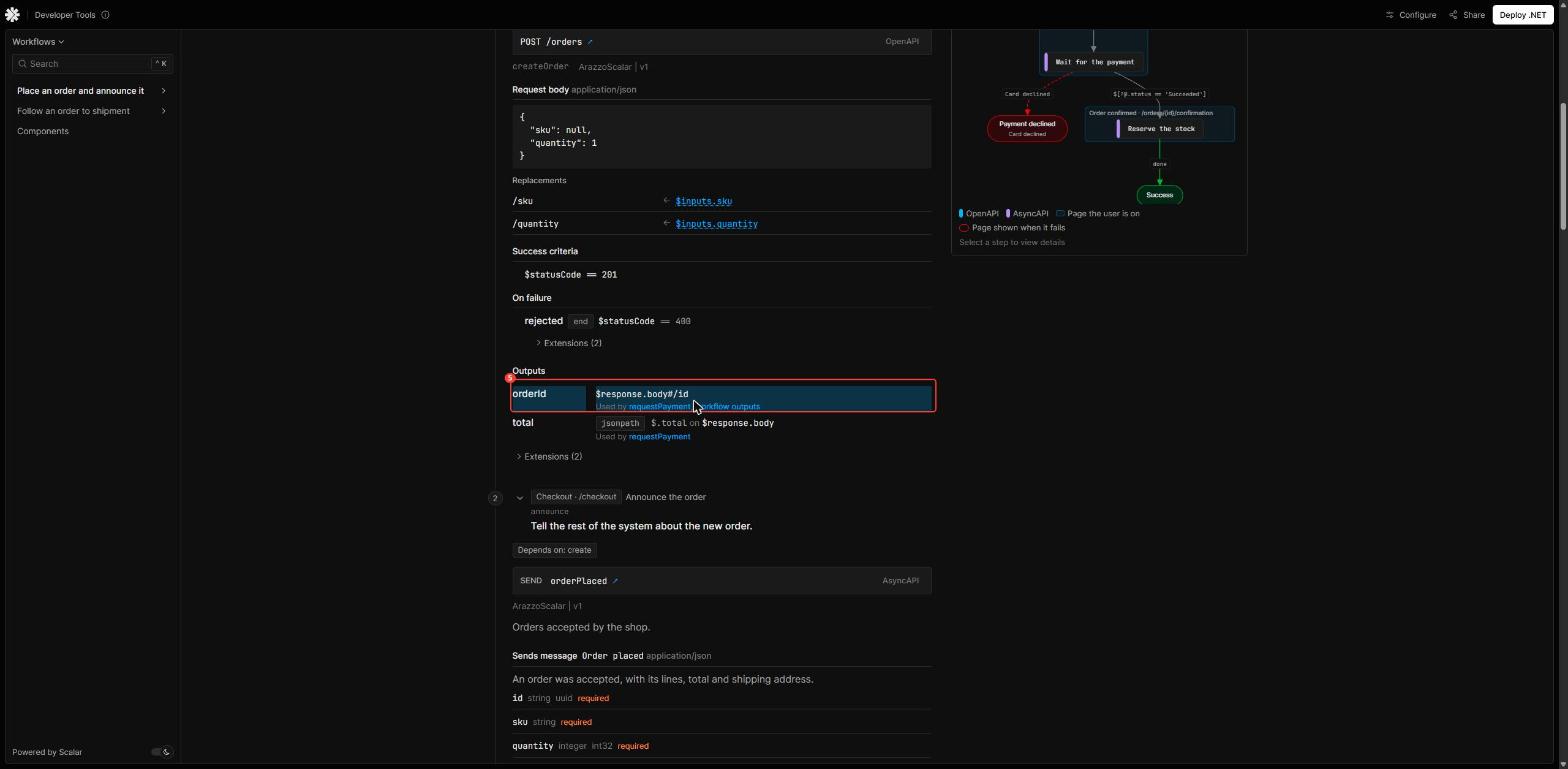 Developer Tools
Configure
Share
Deploy .NET
Workflows
Search
^ K
Place an order and announce it
Follow an order to shipment
Components
Powered by Scalar
POST /orders
OpenAPI
createOrder ArazzoScalar | v1
Request body application/json
{
"sku": null,
"quantity": 1
}
Replacements
/sku ← $inputs.sku
/quantity ← $inputs.quantity
Success criteria
$statusCode == 201
On failure
rejected end $statusCode == 400
Extensions (2)
Outputs
5
orderId $response.body#/id
Used by requestPayment workflow outputs
total jsonpath $.total on $response.body
Used by requestPayment
Extensions (2)
2
Checkout · /checkout Announce the order
announce
Tell the rest of the system about the new order.
Depends on: create
SEND orderPlaced
AsyncAPI
ArazzoScalar | v1
Orders accepted by the shop.
Sends message Order placed application/json
An order was accepted, with its lines, total and shipping address.
id string uuid required
sku string required
quantity integer int32 required
Wait for the payment
Card declined
$[?@.status == 'Succeeded']
Payment declined
Card declined
Order confirmed · /orders/{id}/confirmation
Reserve the stock
done
Success
OpenAPI AsyncAPI Page the user is on
Page shown when it fails
Select a step to view details